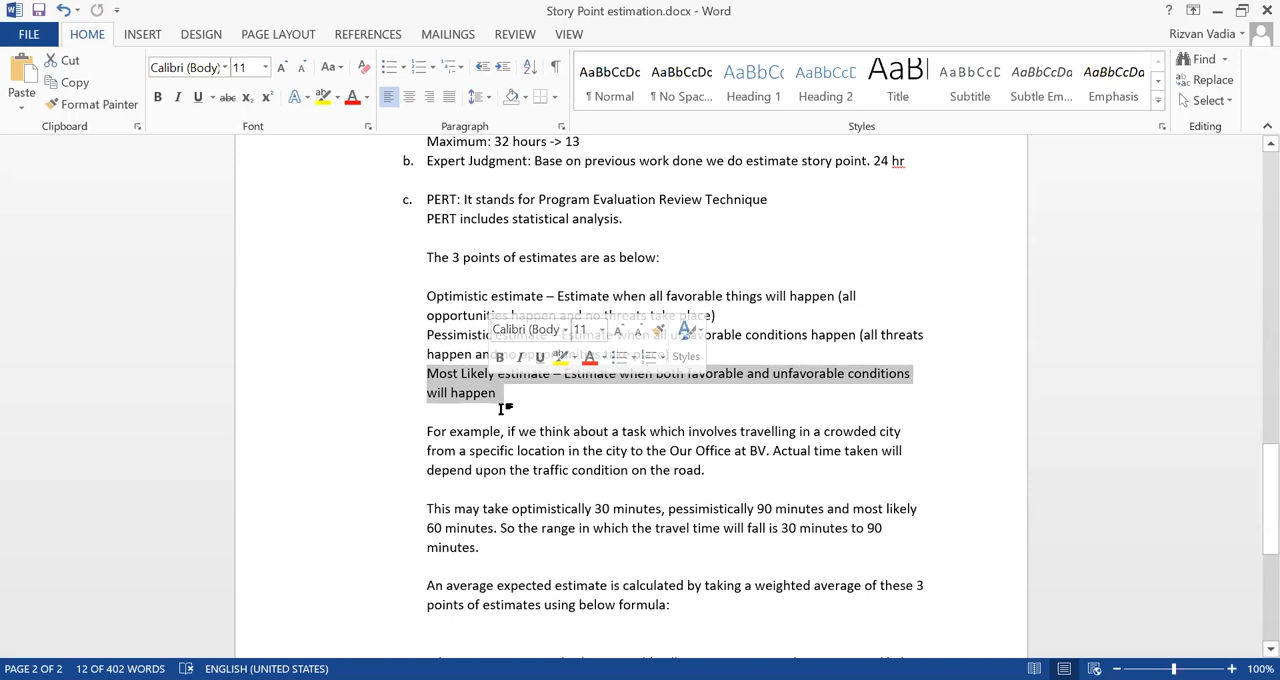 Story Point estimation.docx - Word
FILE HOME INSERT DESIGN PAGE LAYOUT REFERENCES MAILINGS REVIEW VIEW Rizvan Vadia
Paste Cut Copy Format Painter
Calibri (Body) 11
AaBbCcDc AaBbCcDc AaBbCc AaBbCcD AaBbl AaBbCcD AaBbCcDa AaBbCcDa
¶ Normal ¶ No Spac... Heading 1 Heading 2 Title Subtitle Subtle Em... Emphasis
Find Replace Select
Clipboard Font Paragraph Styles Editing
Maximum: 32 hours -> 13
b. Expert Judgment: Base on previous work done we do estimate story point. 24 hr
c. PERT: It stands for Program Evaluation Review Technique
PERT includes statistical analysis.
The 3 points of estimates are as below:
Optimistic estimate – Estimate when all favorable things will happen (all
opportunities happen and no threats take place)
Calibri (Body 11
Pessimistic estimate – Estimate when all unfavorable conditions happen (all threats
happen and no opportunities take place)
B I U Styles
Most Likely estimate – Estimate when both favorable and unfavorable conditions
will happen
For example, if we think about a task which involves travelling in a crowded city
from a specific location in the city to the Our Office at BV. Actual time taken will
depend upon the traffic condition on the road.
This may take optimistically 30 minutes, pessimistically 90 minutes and most likely
60 minutes. So the range in which the travel time will fall is 30 minutes to 90
minutes.
An average expected estimate is calculated by taking a weighted average of these 3
points of estimates using below formula:
PAGE 2 OF 2 12 OF 402 WORDS ENGLISH (UNITED STATES) 100%